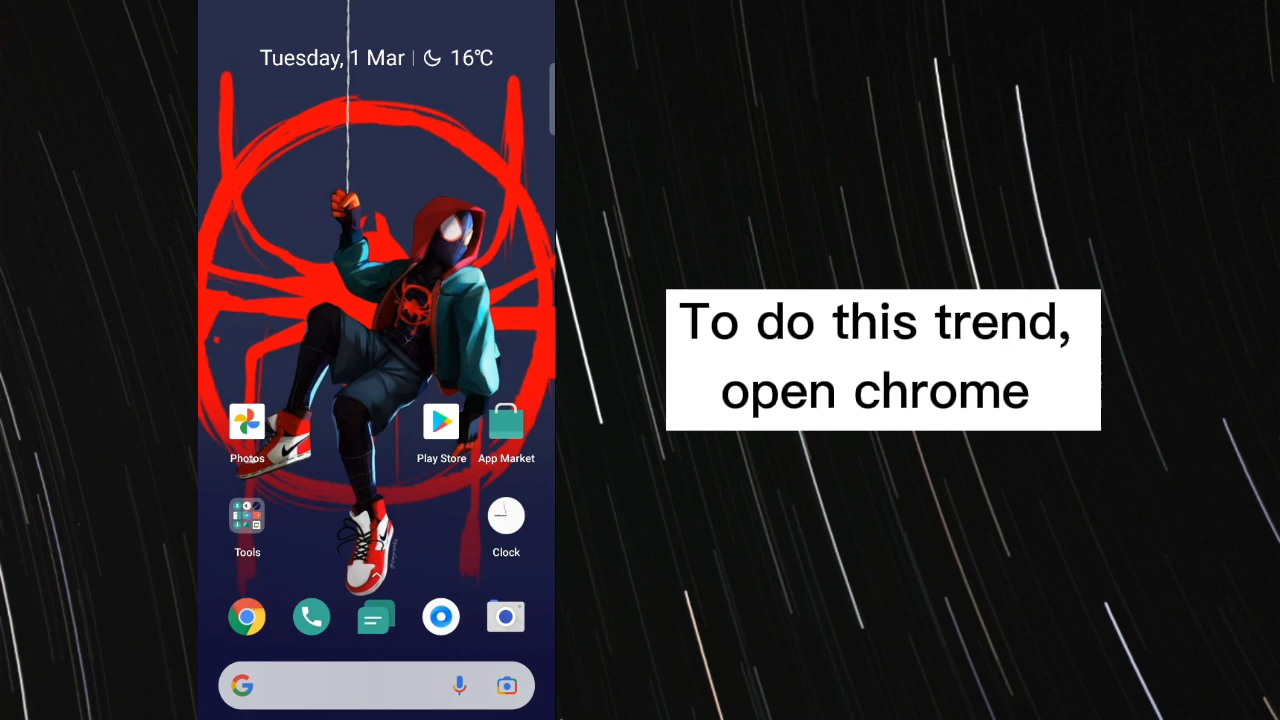 Tuesday, 1 Mar 16°C
To do this trend,
open chrome
Photos
Play Store
App Market
Tools
Clock